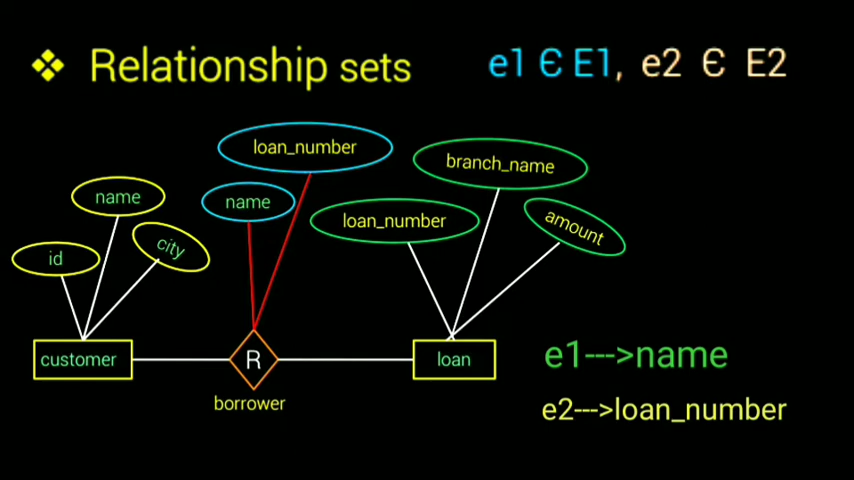 ❖ Relationship sets
e1 Є E1, e2 Є E2
loan_number
branch_name
name
name
loan_number
amount
city
id
customer
R
loan
e1--->name
borrower
e2--->loan_number